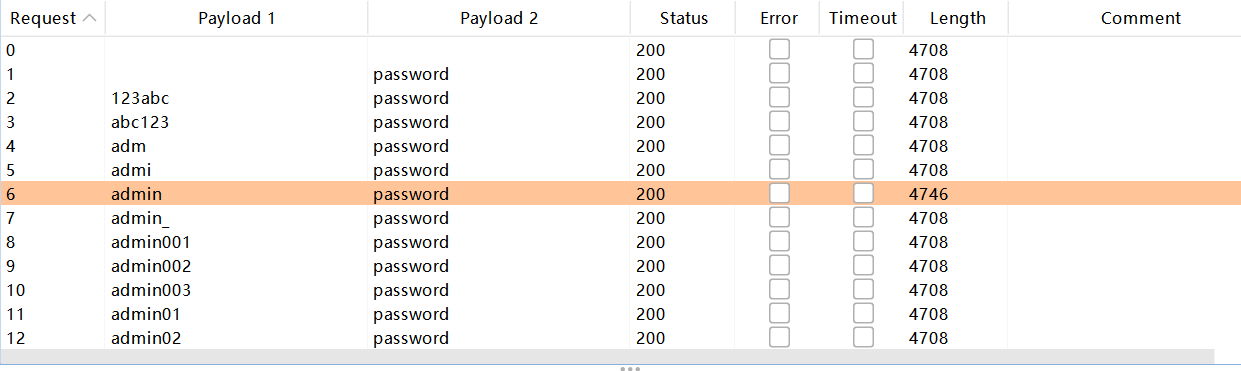 Request Payload 1 Payload 2 Status Error Timeout Length Comment
0 200 4708
1 password 200 4708
2 123abc password 200 4708
3 abc123 password 200 4708
4 adm password 200 4708
5 admi password 200 4708
6 admin password 200 4746
7 admin_ password 200 4708
8 admin001 password 200 4708
9 admin002 password 200 4708
10 admin003 password 200 4708
11 admin01 password 200 4708
12 admin02 password 200 4708